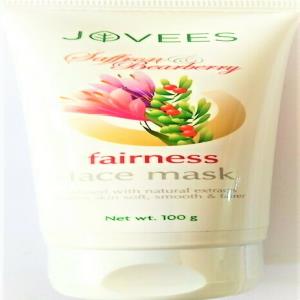 JOVEES
Saffron &
Bearberry
fairness
face mask
with natural extracts
skin soft, smooth & fairer
Net wt. 100 g